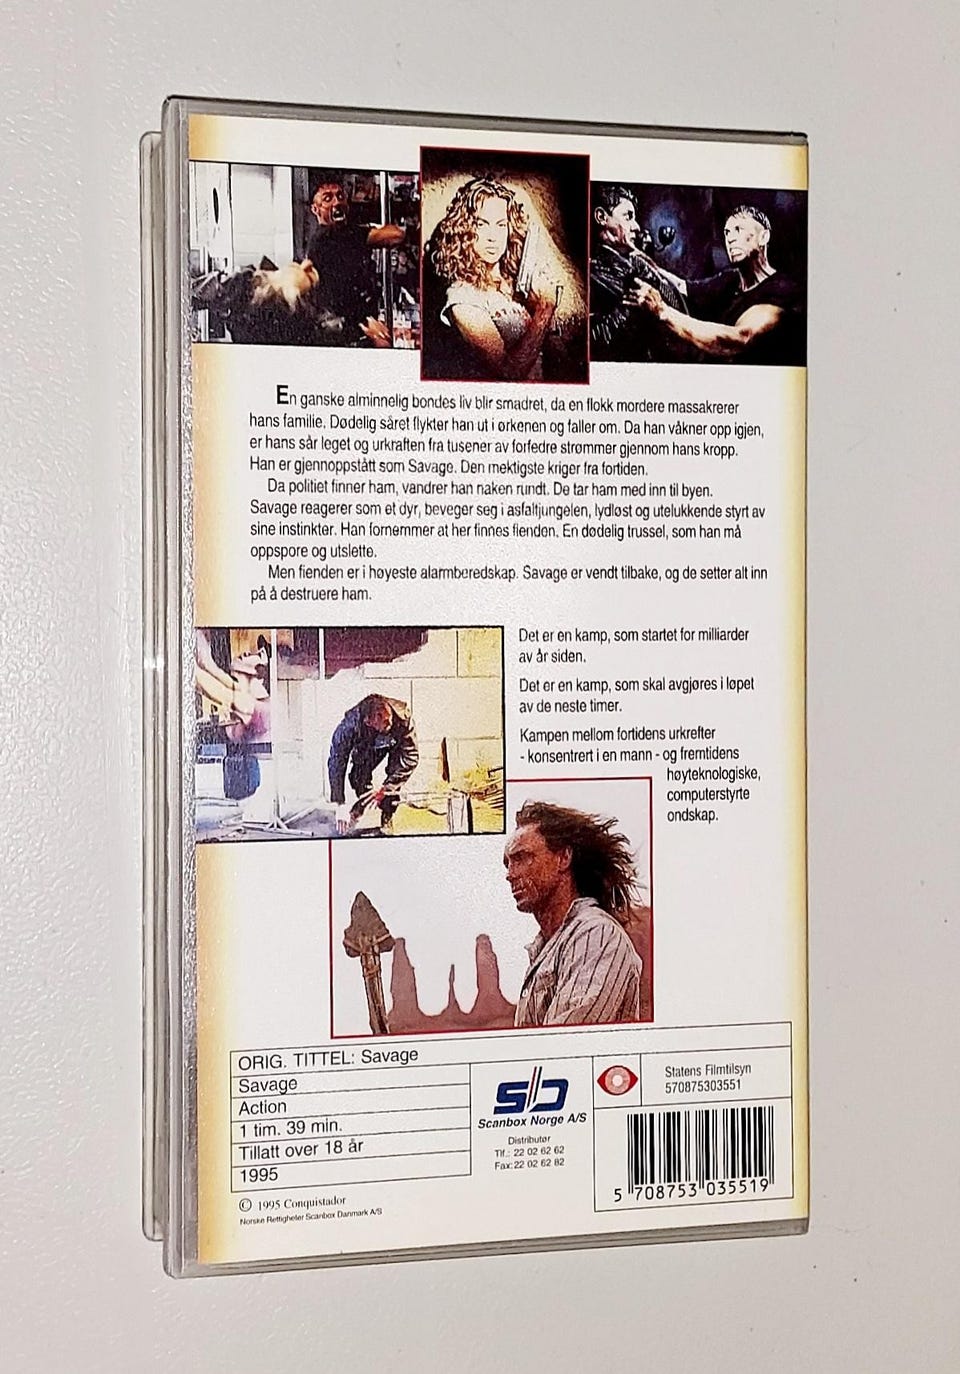 En ganske alminnelig bondes liv blir smadret, da en flokk mordere massakrerer
hans familie. Dødelig såret flykter han ut i ørkenen og faller om. Da han våkner opp igjen,
er hans sår leget og urkraften fra tusener av forfedre strømmer gjennom hans kropp.
Han er gjennoppstått som Savage. Den mektigste kriger fra fortiden.
Da politiet finner ham, vandrer han naken rundt. De tar ham med inn til byen.
Savage reagerer som et dyr, beveger seg i asfaltjungelen, lydløst og utelukkende styrt av
sine instinkter. Han fornemmer at her finnes fienden. En dødelig trussel, som han må
oppspore og utslette.
Men fienden er i høyeste alarmberedskap. Savage er vendt tilbake, og de setter alt inn
på å destruere ham.
Det er en kamp, som startet for milliarder
av år siden.
Det er en kamp, som skal avgjøres i løpet
av de neste timer.
Kampen mellom fortidens urkrefter
- konsentrert i en mann - og fremtidens
høyteknologiske,
computerstyrte
ondskap.
ORIG. TITTEL: Savage
Savage
Action
1 tim. 39 min.
Tillatt over 18 år
1995
© 1995 Conquistador
Norske Rettigheter Scanbox Danmark A/S
Scanbox Norge A/S
Distributør
Tlf.: 22 02 62 62
Fax:22 02 62 82
Statens Filmtilsyn
570875303551
5 708753 035519